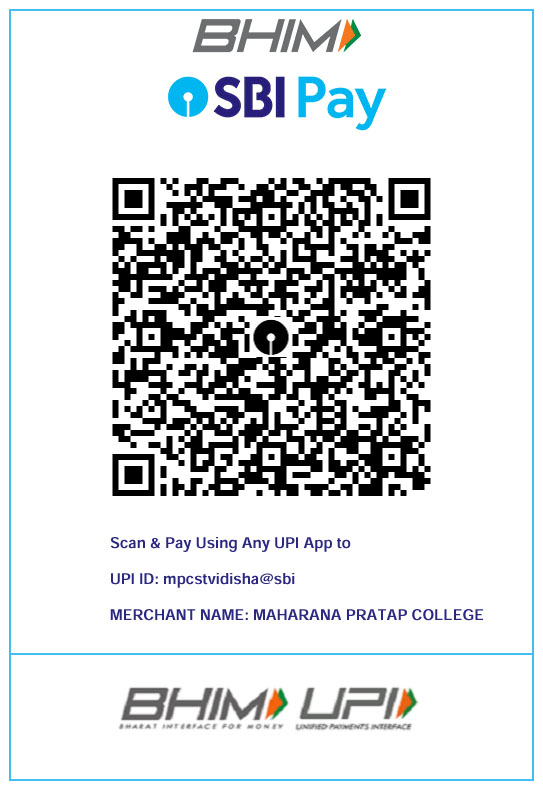 BHIM
SBI Pay
Scan & Pay Using Any UPI App to
UPI ID: mpcstvidisha@sbi
MERCHANT NAME: MAHARANA PRATAP COLLEGE
BHIM UPI
BHARAT INTERFACE FOR MONEY UNIFIED PAYMENTS INTERFACE